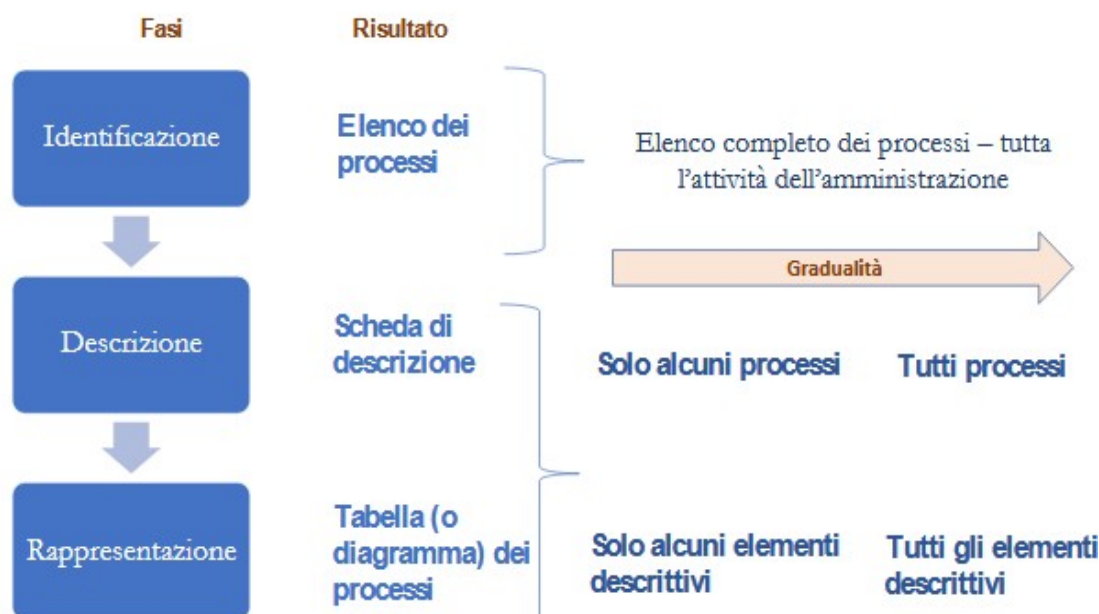 Fasi
Risultato
Identificazione
Elenco dei
processi
Elenco completo dei processi – tutta
l’attività dell’amministrazione
Gradualità
Descrizione
Scheda di
descrizione
Solo alcuni processi
Tutti processi
Rappresentazione
Tabella (o
diagramma) dei
processi
Solo alcuni elementi
descrittivi
Tutti gli elementi
descrittivi